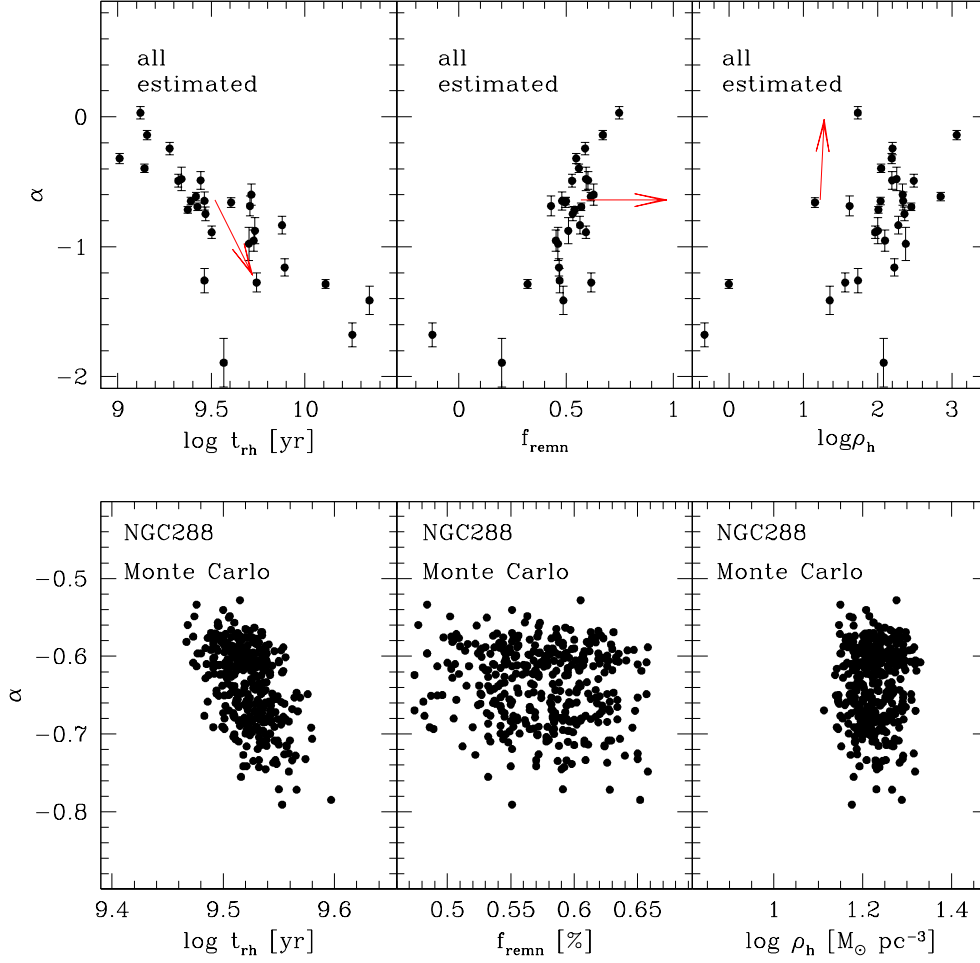 all
estimated
all
estimated
all
estimated
α
0
−1
−2
9
9.5
10
0
0.5
1
0
1
2
3
log t_rh [yr]
f_remn
logρ_h
NGC288
Monte Carlo
NGC288
Monte Carlo
NGC288
Monte Carlo
α
−0.5
−0.6
−0.7
−0.8
9.4
9.5
9.6
0.5
0.55
0.6
0.65
1
1.2
1.4
log t_rh [yr]
f_remn [%]
log ρ_h [M_⊙ pc⁻³]